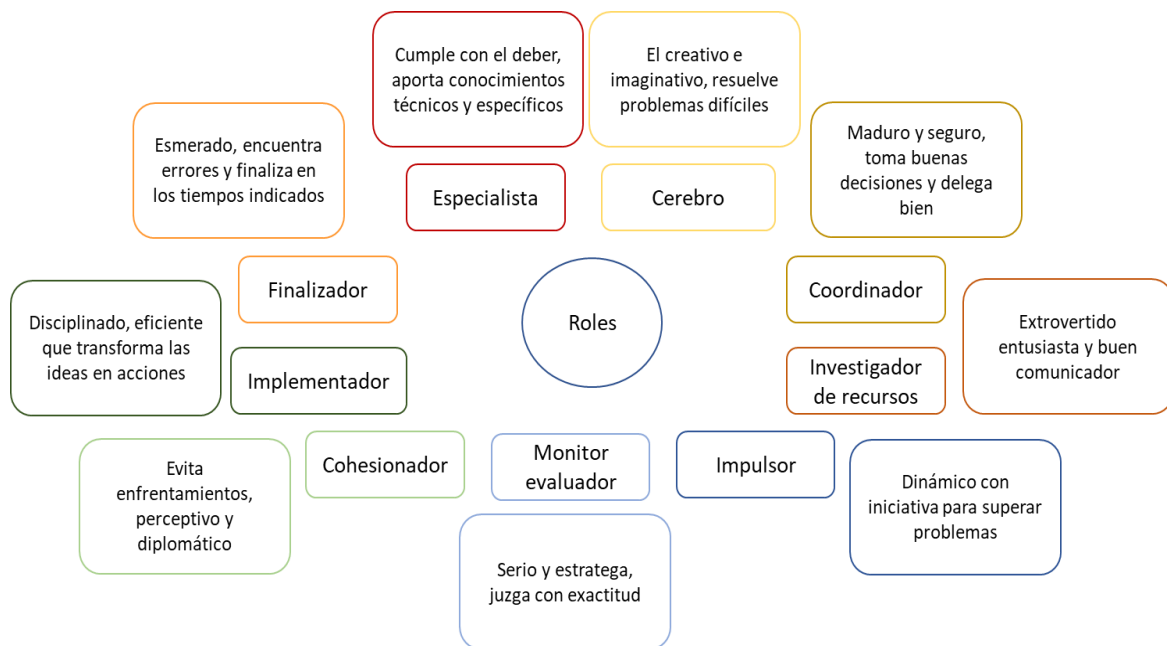 Cumple con el deber,
aporta conocimientos
técnicos y específicos
El creativo e
imaginativo, resuelve
problemas difíciles
Esmerado, encuentra
errores y finaliza en
los tiempos indicados
Maduro y seguro,
toma buenas
decisiones y delega
bien
Especialista
Cerebro
Finalizador
Coordinador
Disciplinado, eficiente
que transforma las
ideas en acciones
Roles
Extrovertido
entusiasta y buen
comunicador
Implementador
Investigador
de recursos
Evita
enfrentamientos,
perceptivo y
diplomático
Cohesionador
Monitor
evaluador
Impulsor
Dinámico con
iniciativa para superar
problemas
Serio y estratega,
juzga con exactitud